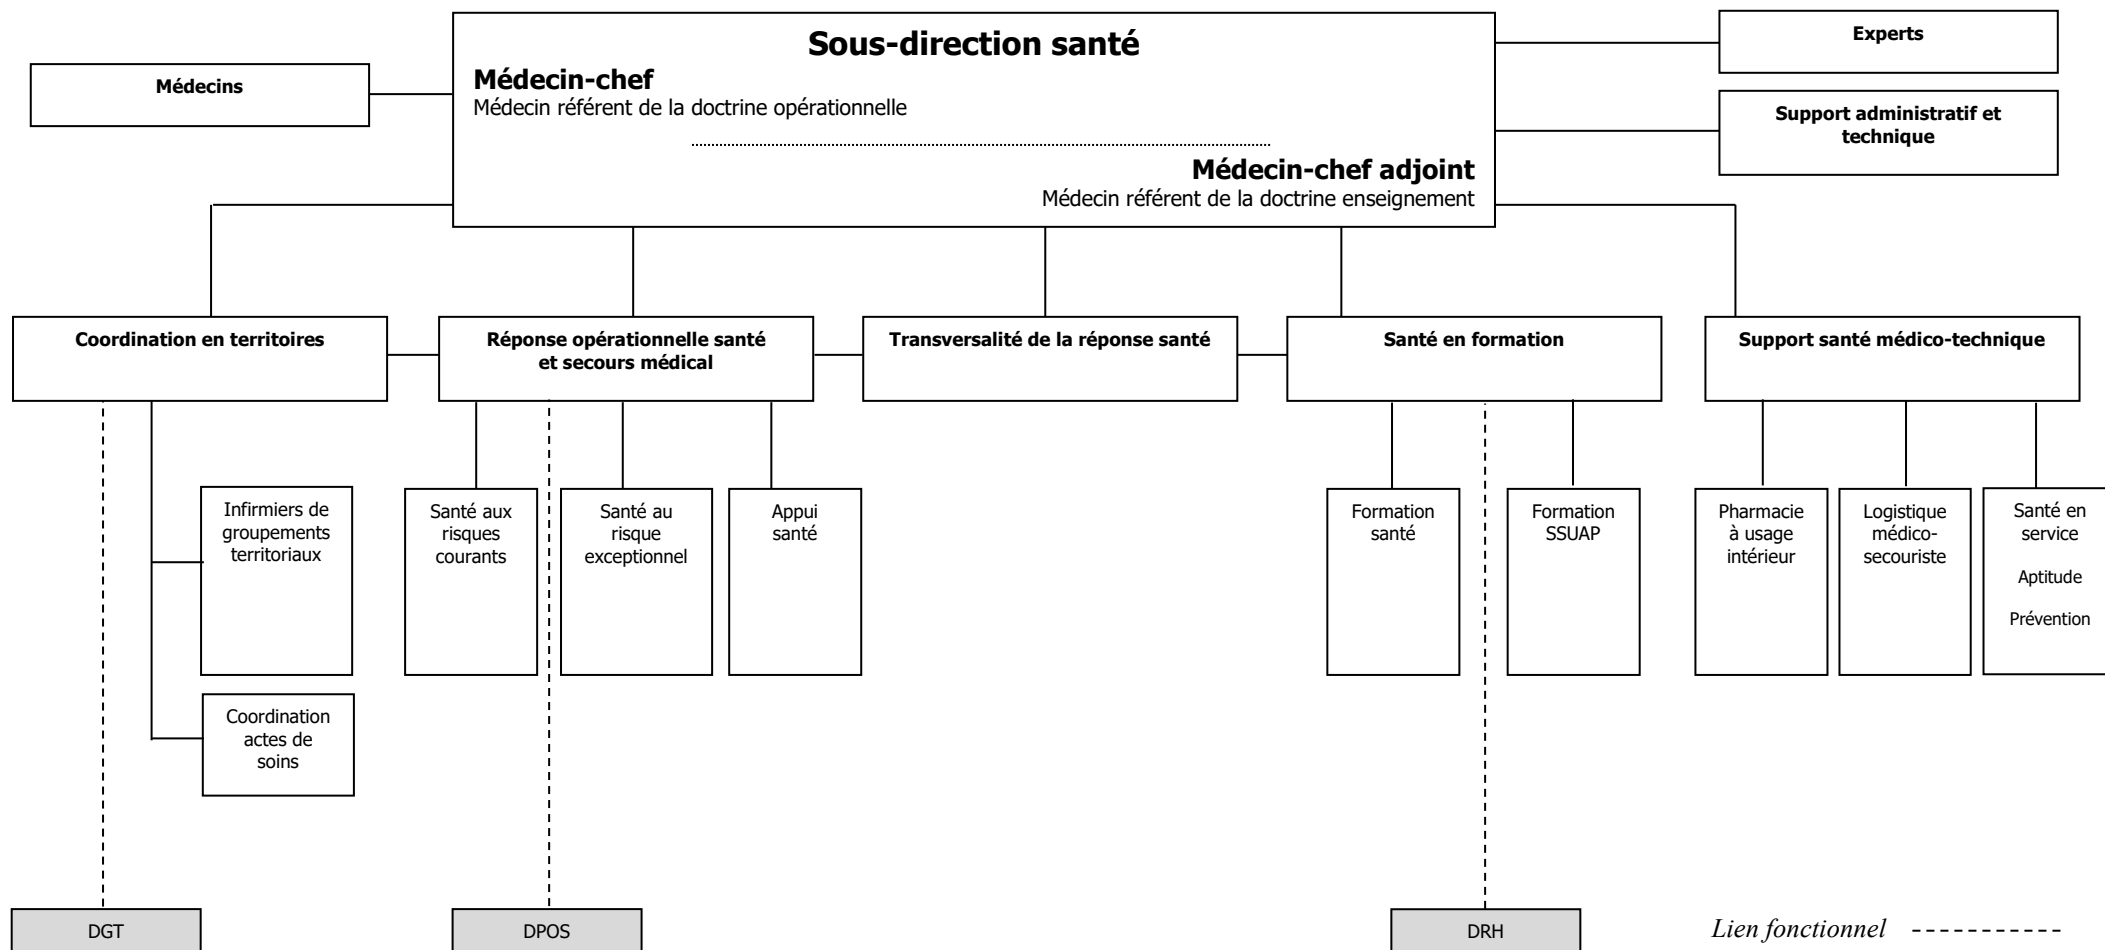 Sous-direction santé
Médecin-chef
Médecin référent de la doctrine opérationnelle
Médecin-chef adjoint
Médecin référent de la doctrine enseignement
Médecins
Experts
Support administratif et
technique
Coordination en territoires
Réponse opérationnelle santé
et secours médical
Transversalité de la réponse santé
Santé en formation
Support santé médico-technique
Infirmiers de
groupements
territoriaux
Coordination
actes de
soins
Santé aux
risques
courants
Santé au
risque
exceptionnel
Appui
santé
Formation
santé
Formation
SSUAP
Pharmacie
à usage
intérieur
Logistique
médico-
secouriste
Santé en
service
Aptitude
Prévention
DGT
DPOS
DRH
Lien fonctionnel